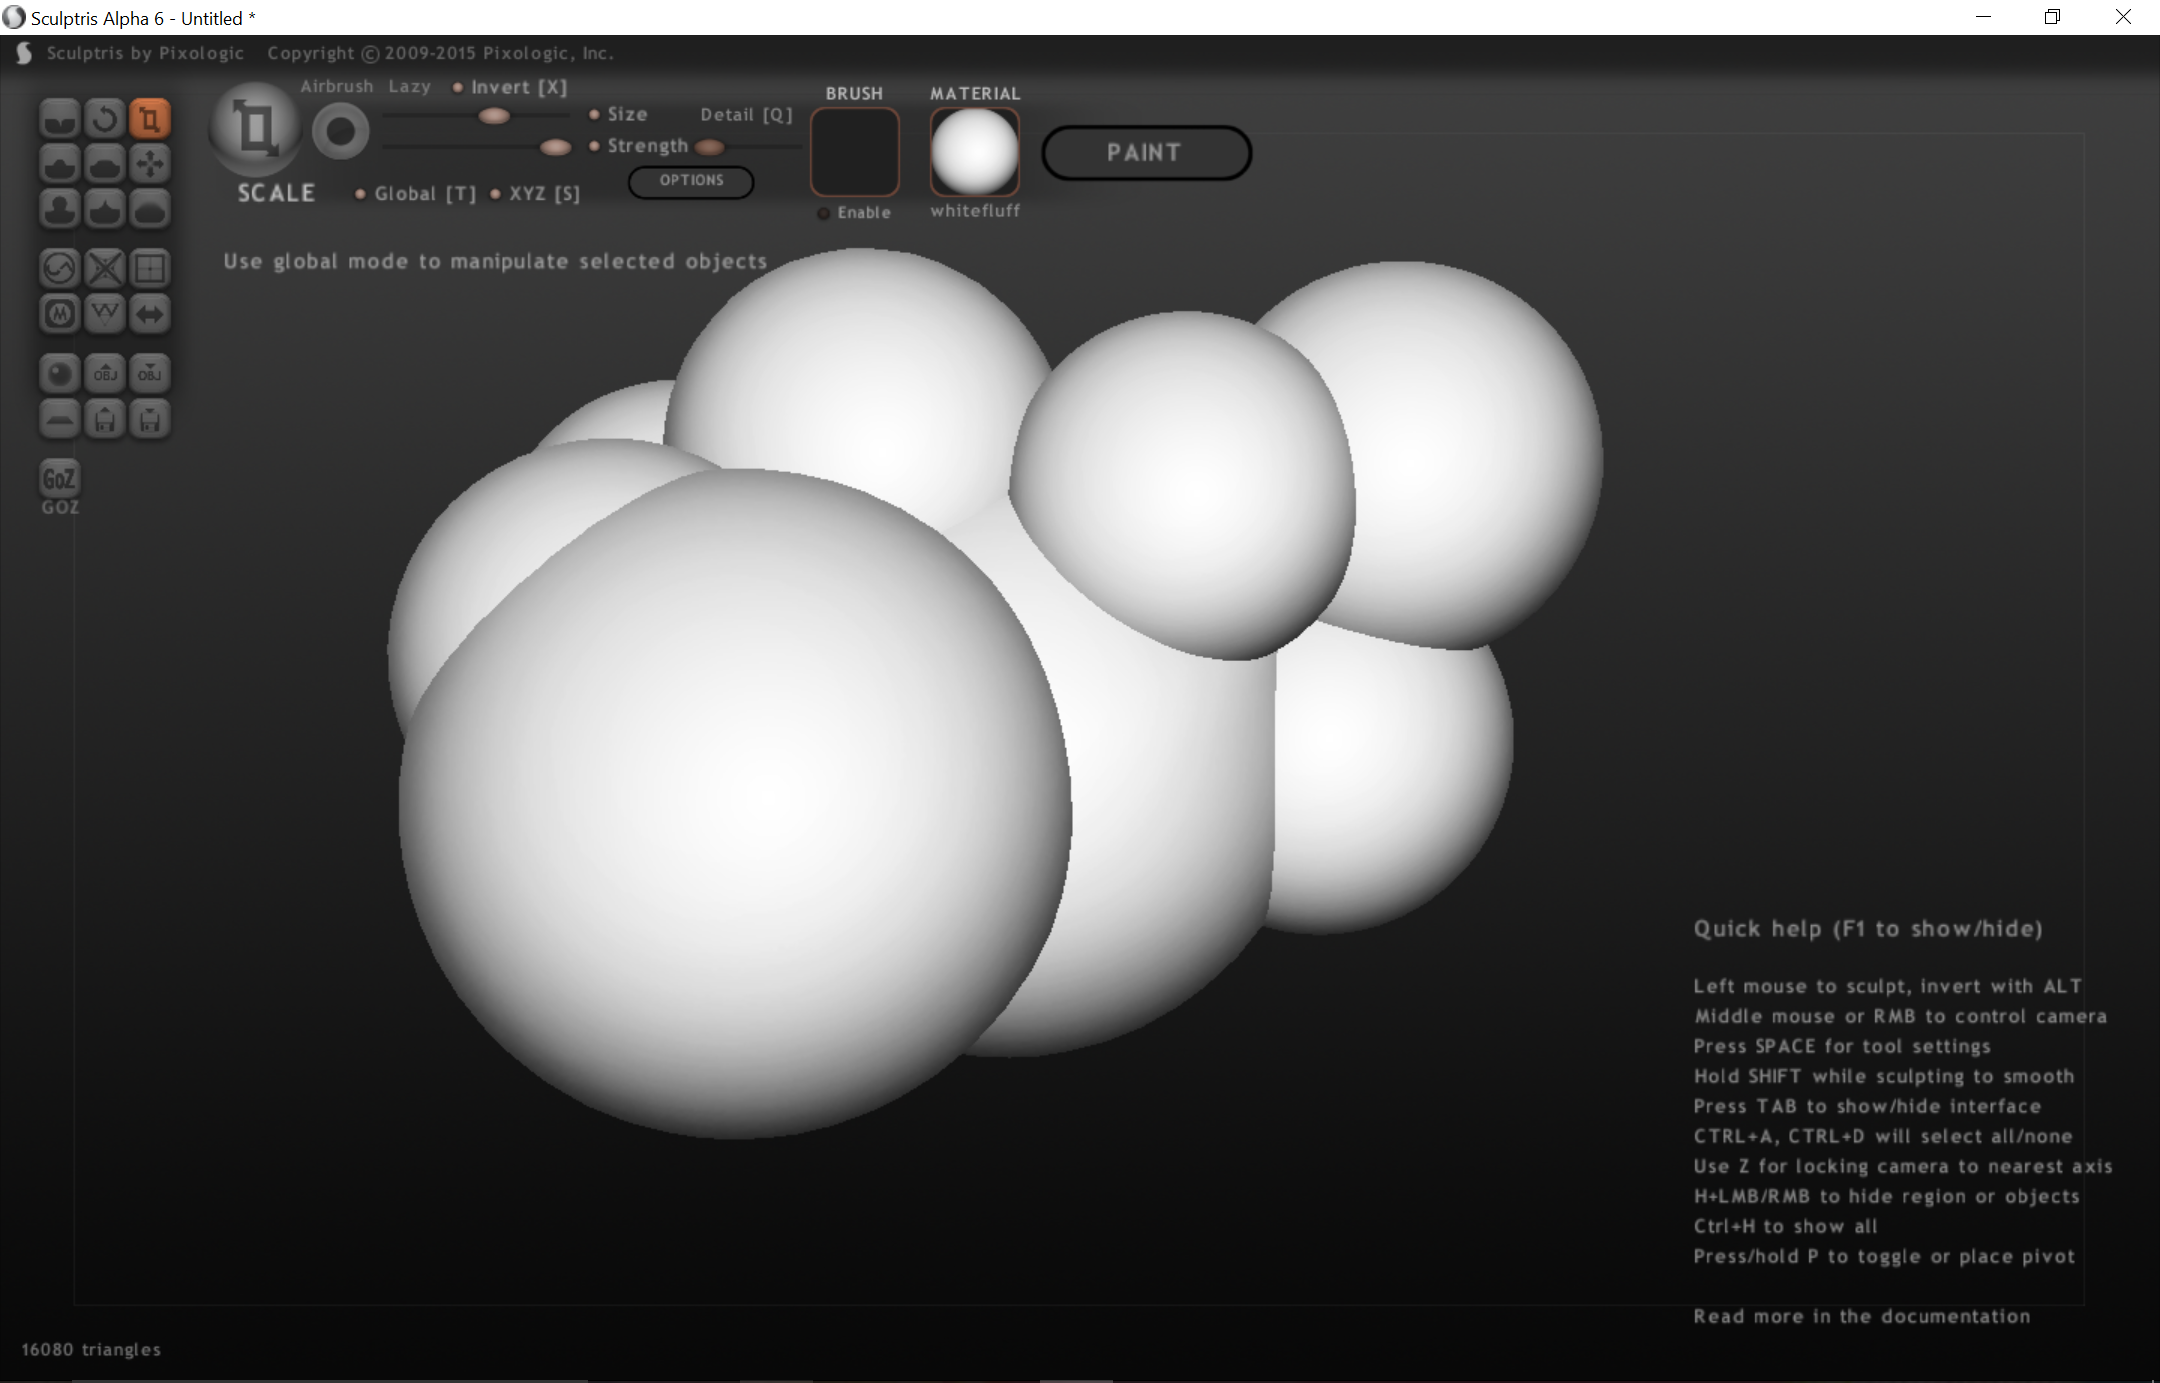 Sculptris Alpha 6 - Untitled *
Sculptris by Pixologic Copyright © 2009-2015 Pixologic, Inc.
Airbrush Lazy Invert [X]
Size Detail [Q]
Strength
SCALE Global [T] XYZ [S] OPTIONS
BRUSH
Enable
MATERIAL
whitefluff
PAINT
Use global mode to manipulate selected objects
M
OBJ OBJ
GoZ
GOZ
Quick help (F1 to show/hide)
Left mouse to sculpt, invert with ALT
Middle mouse or RMB to control camera
Press SPACE for tool settings
Hold SHIFT while sculpting to smooth
Press TAB to show/hide interface
CTRL+A, CTRL+D will select all/none
Use Z for locking camera to nearest axis
H+LMB/RMB to hide region or objects
Ctrl+H to show all
Press/hold P to toggle or place pivot
Read more in the documentation
16080 triangles